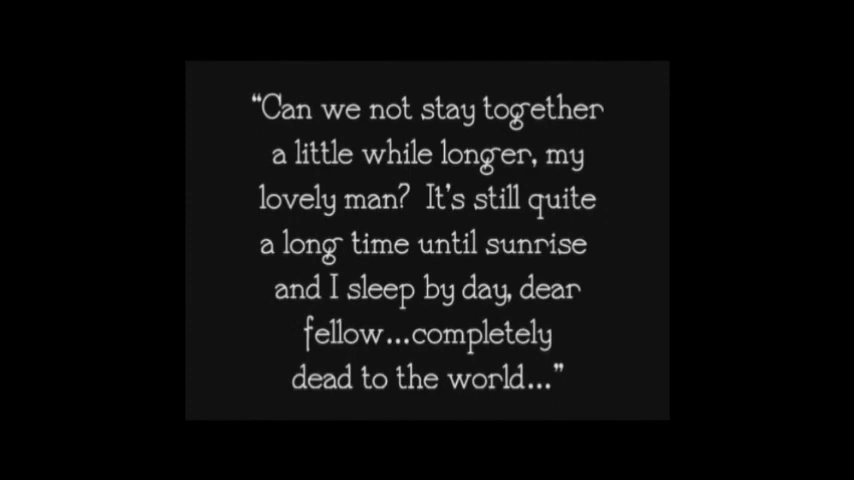 “Can we not stay together
a little while longer, my
lovely man?  It's still quite
a long time until sunrise
and I sleep by day, dear
fellow...completely
dead to the world...”